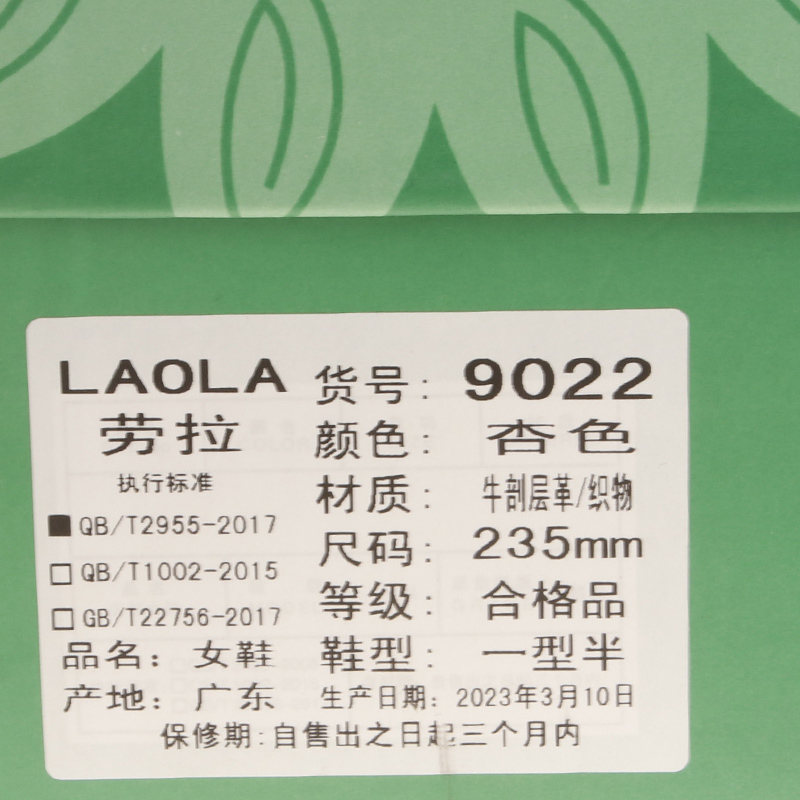 LAOLA 货号: 9022
劳拉 颜色: 杏色
执行标准 材质: 牛剖层革/织物
■QB/T2955-2017 尺码: 235mm
□QB/T1002-2015 等级: 合格品
□GB/T22756-2017
品名: 女鞋 鞋型: 一型半
产地: 广东 生产日期: 2023年3月10日
保修期:自售出之日起三个月内